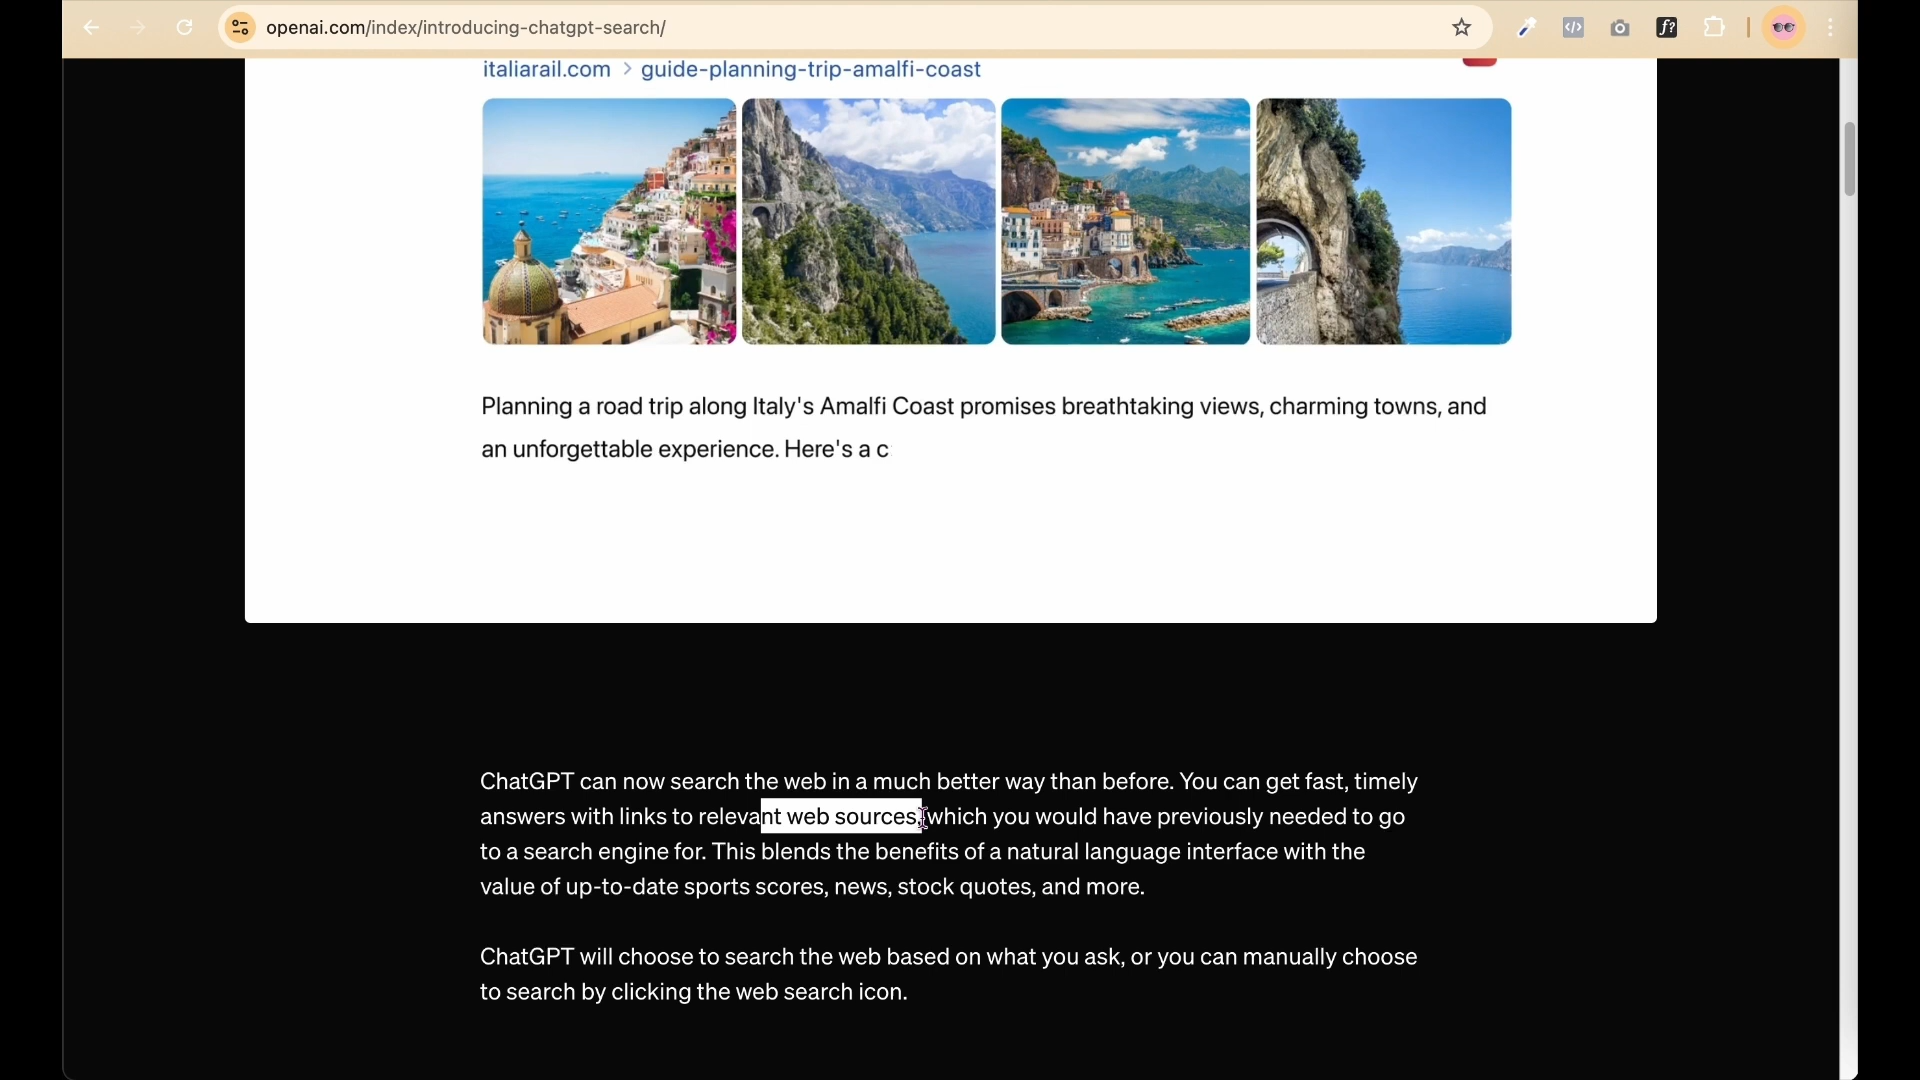 openai.com/index/introducing-chatgpt-search/
f?
italiarail.com > guide-planning-trip-amalfi-coast
Planning a road trip along Italy's Amalfi Coast promises breathtaking views, charming towns, and
an unforgettable experience. Here's a c
ChatGPT can now search the web in a much better way than before. You can get fast, timely
answers with links to relevant web sources, which you would have previously needed to go
to a search engine for. This blends the benefits of a natural language interface with the
value of up-to-date sports scores, news, stock quotes, and more.
ChatGPT will choose to search the web based on what you ask, or you can manually choose
to search by clicking the web search icon.